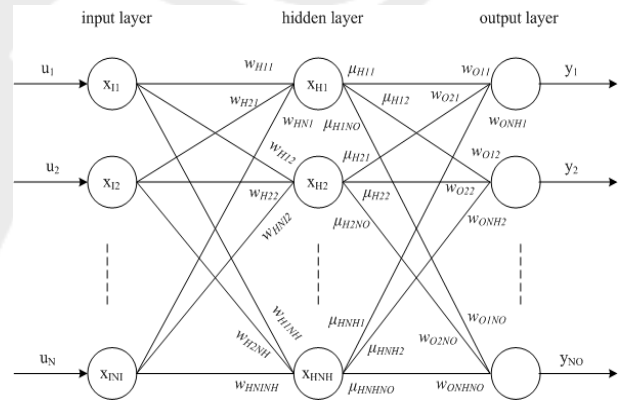 input layer hidden layer output layer
u1 xI1 wH11 xH1 μH11 wO11 y1
wH21 μH12 wO21
wHN1 μH1NO wONH1
wH12 μH21 wO12
u2 xI2 xH2 y2
wH22 μH22 wO22
wHNI2 μH2NO wONH2
wH1NH μHNH1 wO1NO
wH2NH μHNH2 wO2NO
uN xINI xHNH yNO
wHNINH μHNHNO wONHNO